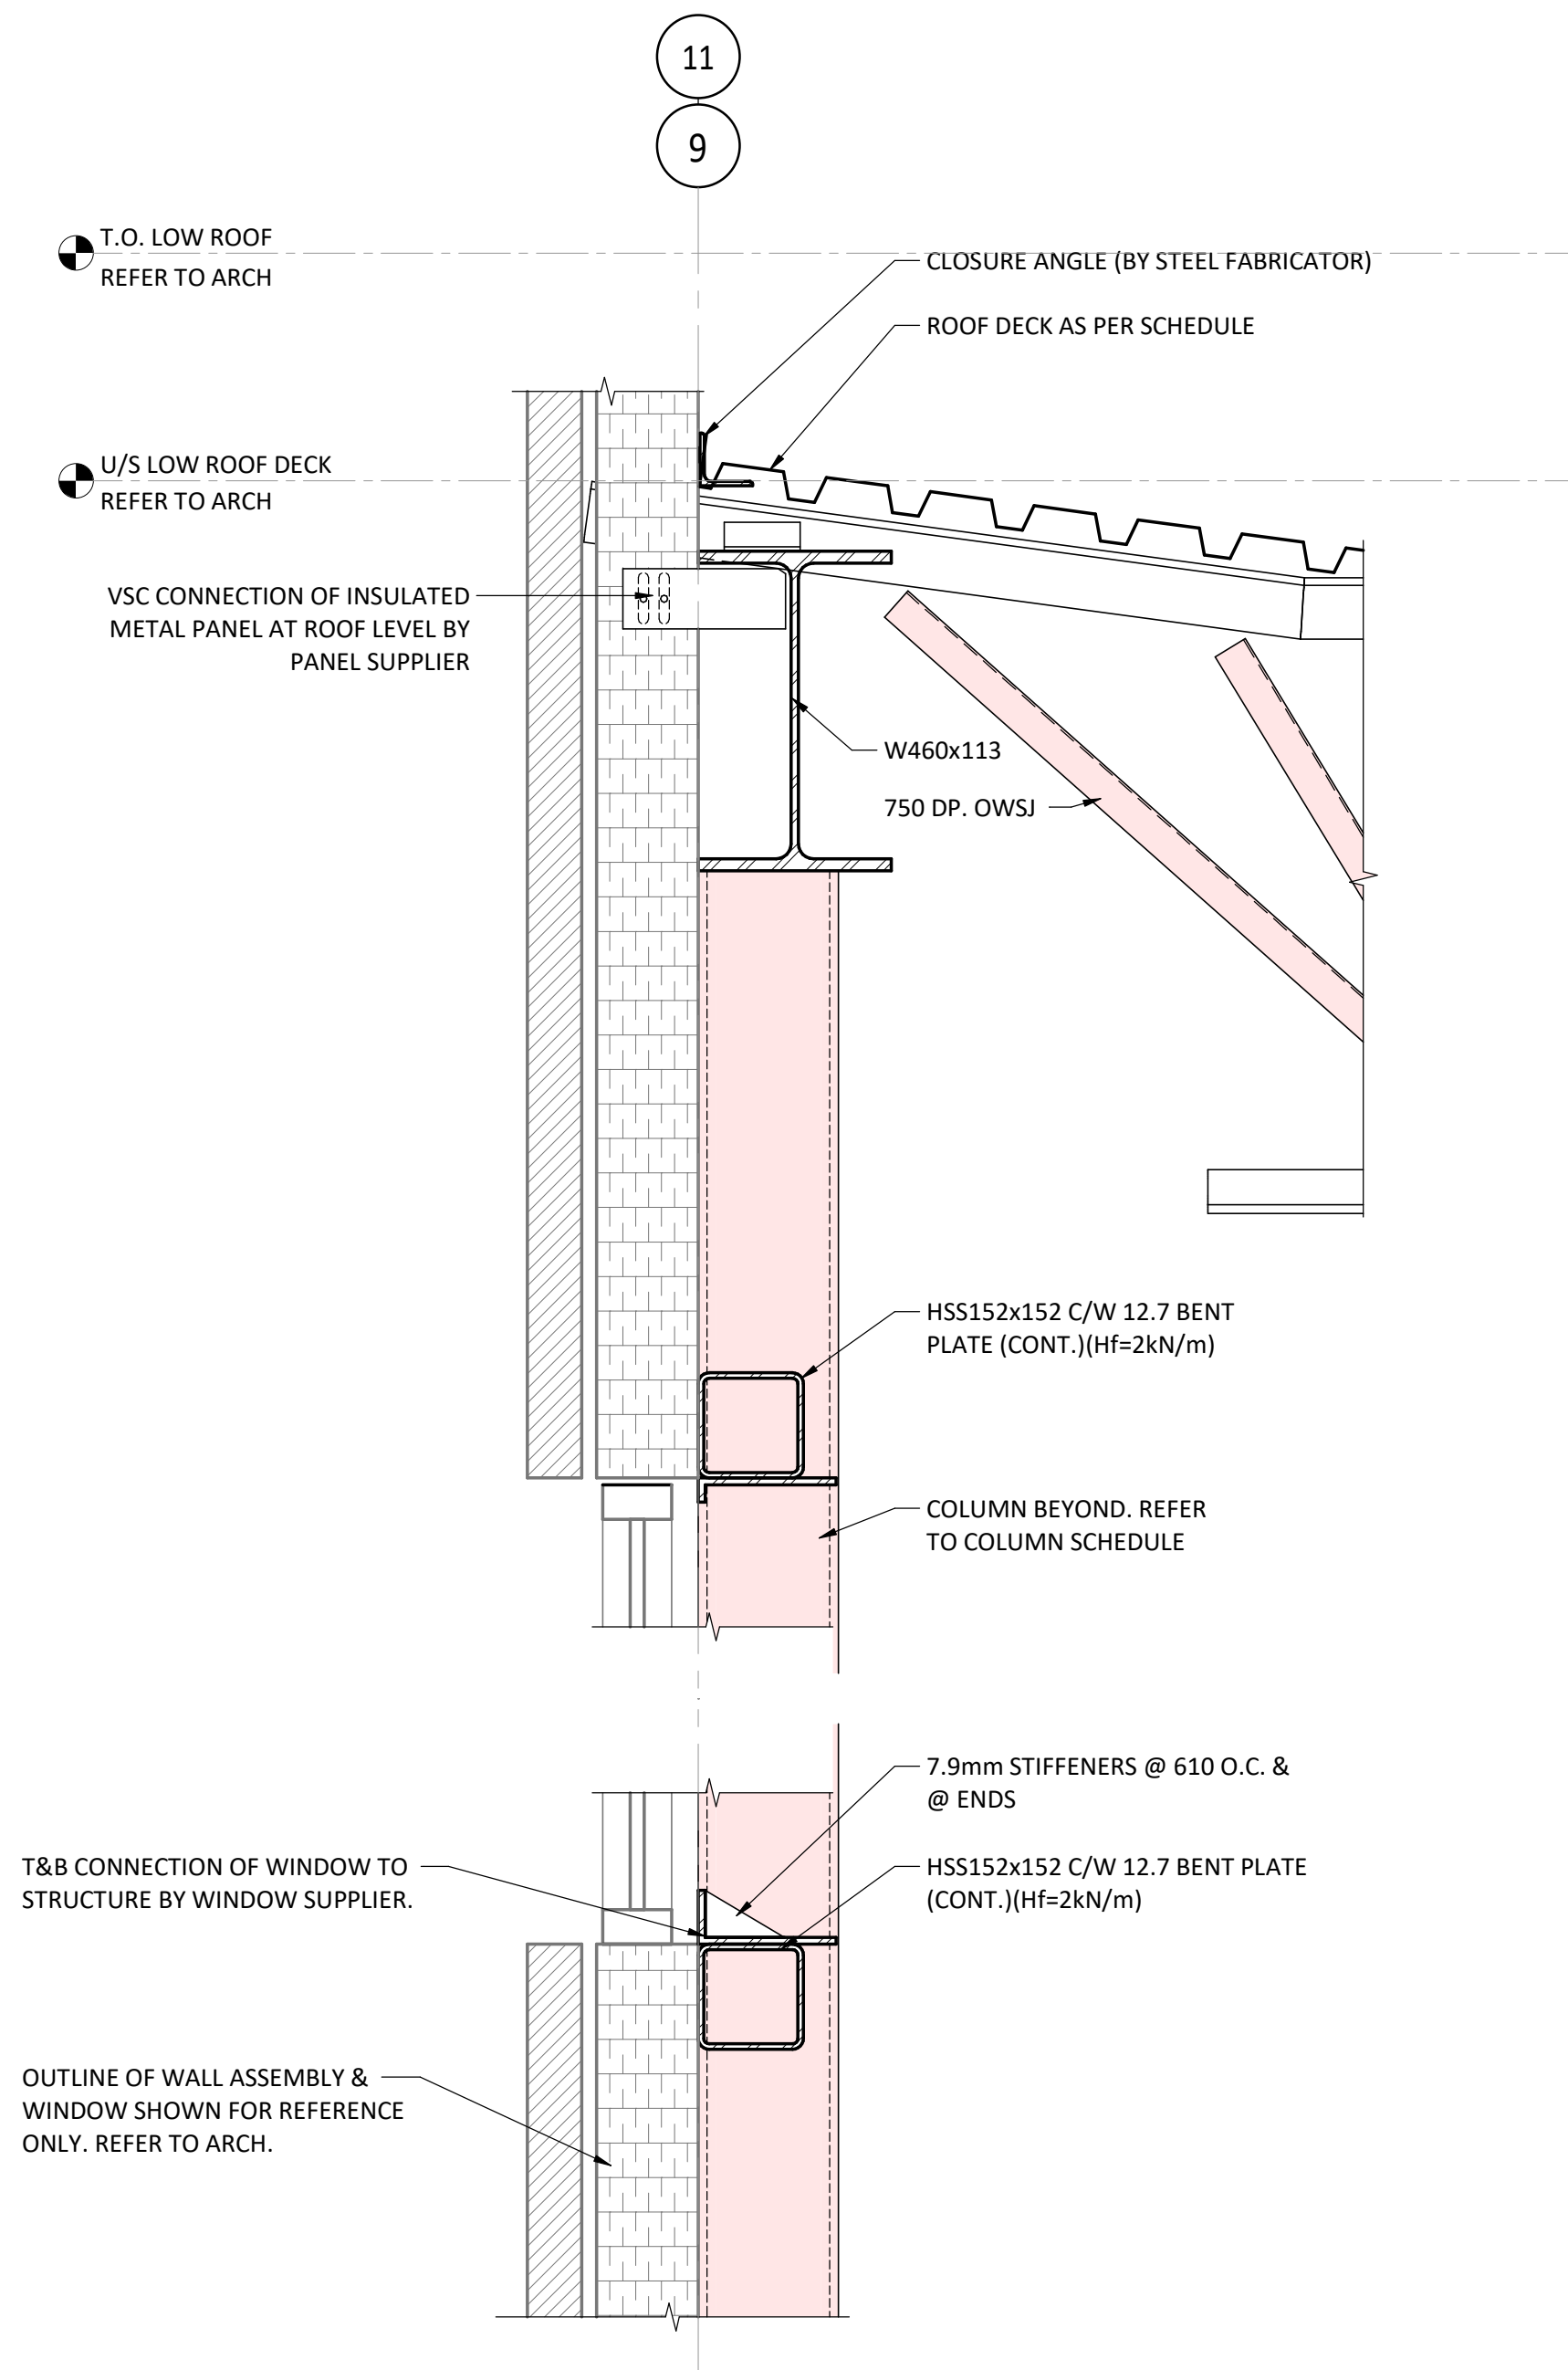 11
9
T.O. LOW ROOF
REFER TO ARCH
CLOSURE ANGLE (BY STEEL FABRICATOR)
ROOF DECK AS PER SCHEDULE
U/S LOW ROOF DECK
REFER TO ARCH
VSC CONNECTION OF INSULATED
METAL PANEL AT ROOF LEVEL BY
PANEL SUPPLIER
W460x113
750 DP. OWSJ
HSS152x152 C/W 12.7 BENT
PLATE (CONT.)(Hf=2kN/m)
COLUMN BEYOND. REFER
TO COLUMN SCHEDULE
7.9mm STIFFENERS @ 610 O.C. &
@ ENDS
T&B CONNECTION OF WINDOW TO
STRUCTURE BY WINDOW SUPPLIER.
HSS152x152 C/W 12.7 BENT PLATE
(CONT.)(Hf=2kN/m)
OUTLINE OF WALL ASSEMBLY &
WINDOW SHOWN FOR REFERENCE
ONLY. REFER TO ARCH.